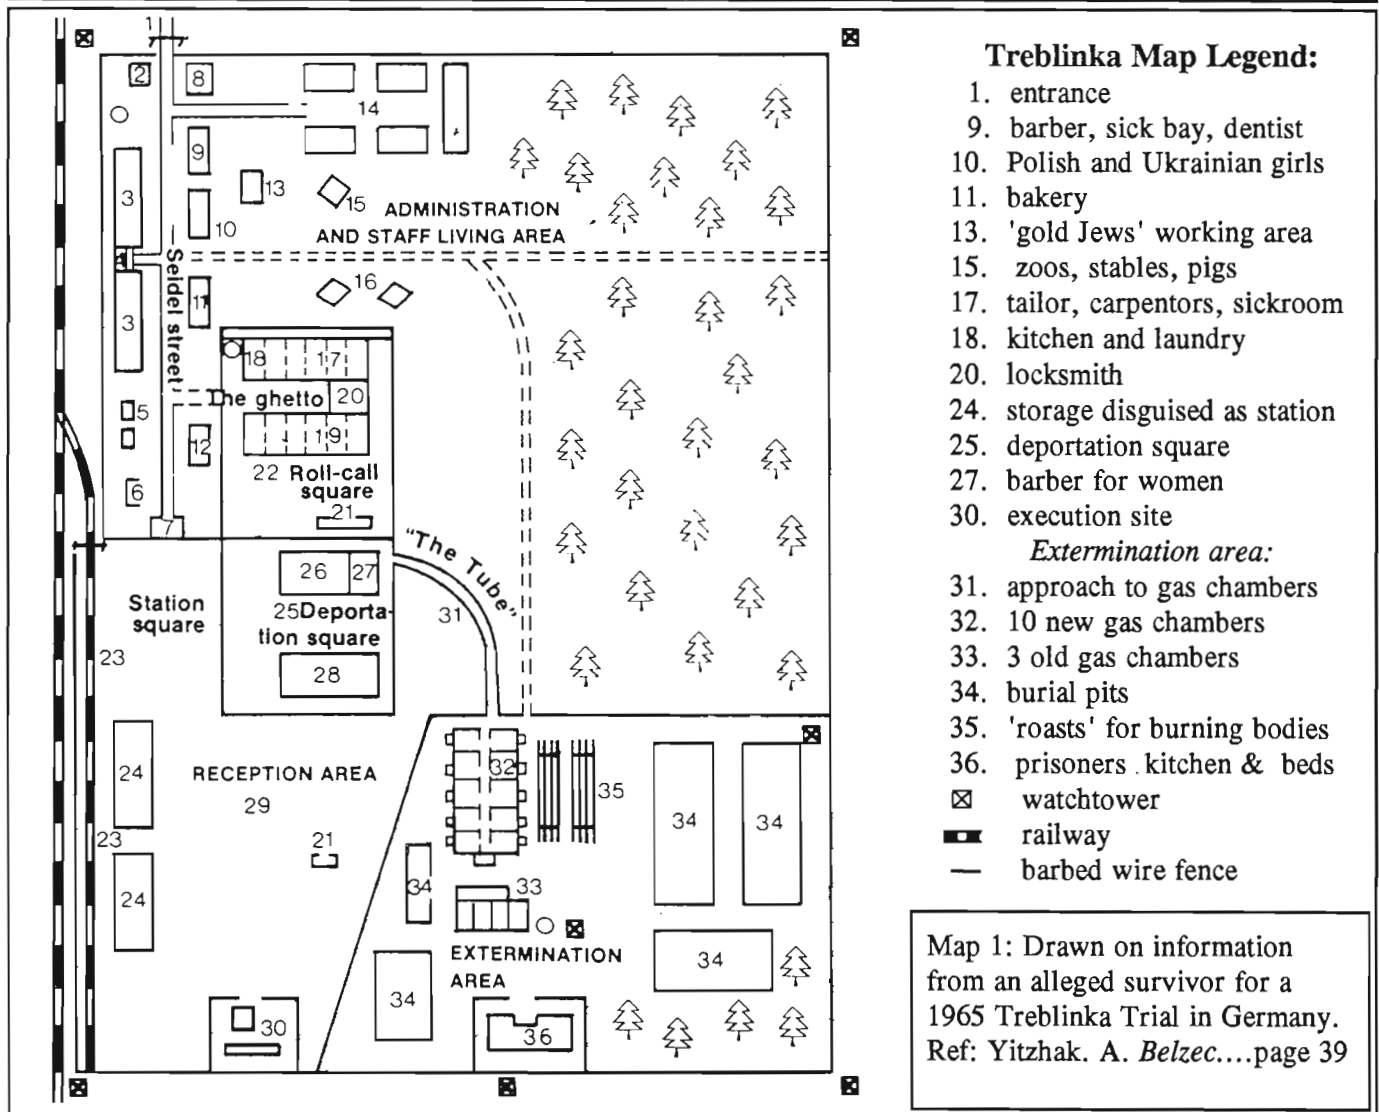 1
2
8
14
9
3
13
15
10
ADMINISTRATION
AND STAFF LIVING AREA
Seidel street
16
11
3
18
17
The ghetto
20
5
19
12
22
Roll-call
square
6
21
7
"The Tube"
26
27
Station
square
25 Deporta-
tion square
31
23
28
24
RECEPTION AREA
29
32
35
34
34
23
21
34
33
24
EXTERMINATION
AREA
34
34
30
36
Treblinka Map Legend:
1. entrance
9. barber, sick bay, dentist
10. Polish and Ukrainian girls
11. bakery
13. 'gold Jews' working area
15. zoos, stables, pigs
17. tailor, carpentors, sickroom
18. kitchen and laundry
20. locksmith
24. storage disguised as station
25. deportation square
27. barber for women
30. execution site
Extermination area:
31. approach to gas chambers
32. 10 new gas chambers
33. 3 old gas chambers
34. burial pits
35. 'roasts' for burning bodies
36. prisoners . kitchen & beds
watchtower
railway
barbed wire fence
Map 1: Drawn on information
from an alleged survivor for a
1965 Treblinka Trial in Germany.
Ref: Yitzhak. A. Belzec....page 39